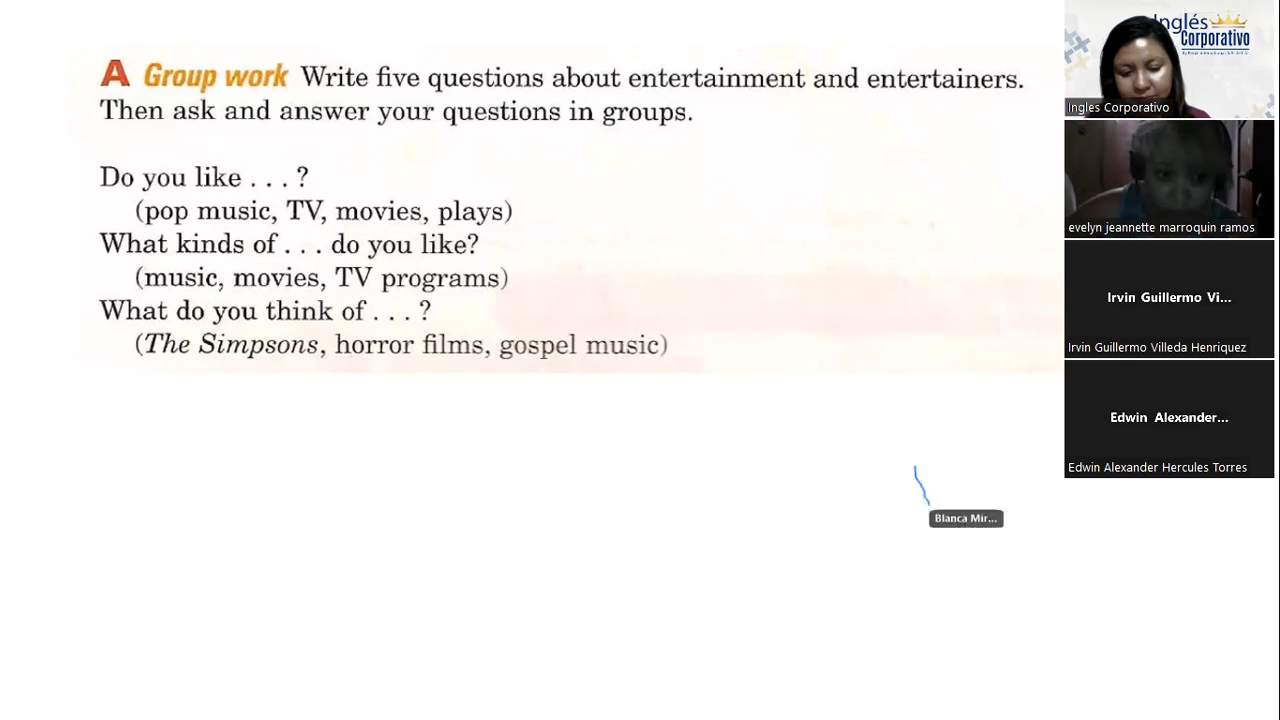 A Group work Write five questions about entertainment and entertainers.
Then ask and answer your questions in groups.
Do you like . . . ?
(pop music, TV, movies, plays)
What kinds of . . . do you like?
(music, movies, TV programs)
What do you think of . . . ?
(The Simpsons, horror films, gospel music)
Blanca Mir...
Inglés
Corporativo
Ingles Corporativo
evelyn jeannette marroquin ramos
Irvin Guillermo Vi...
Irvin Guillermo Villeda Henriquez
Edwin Alexander...
Edwin Alexander Hercules Torres